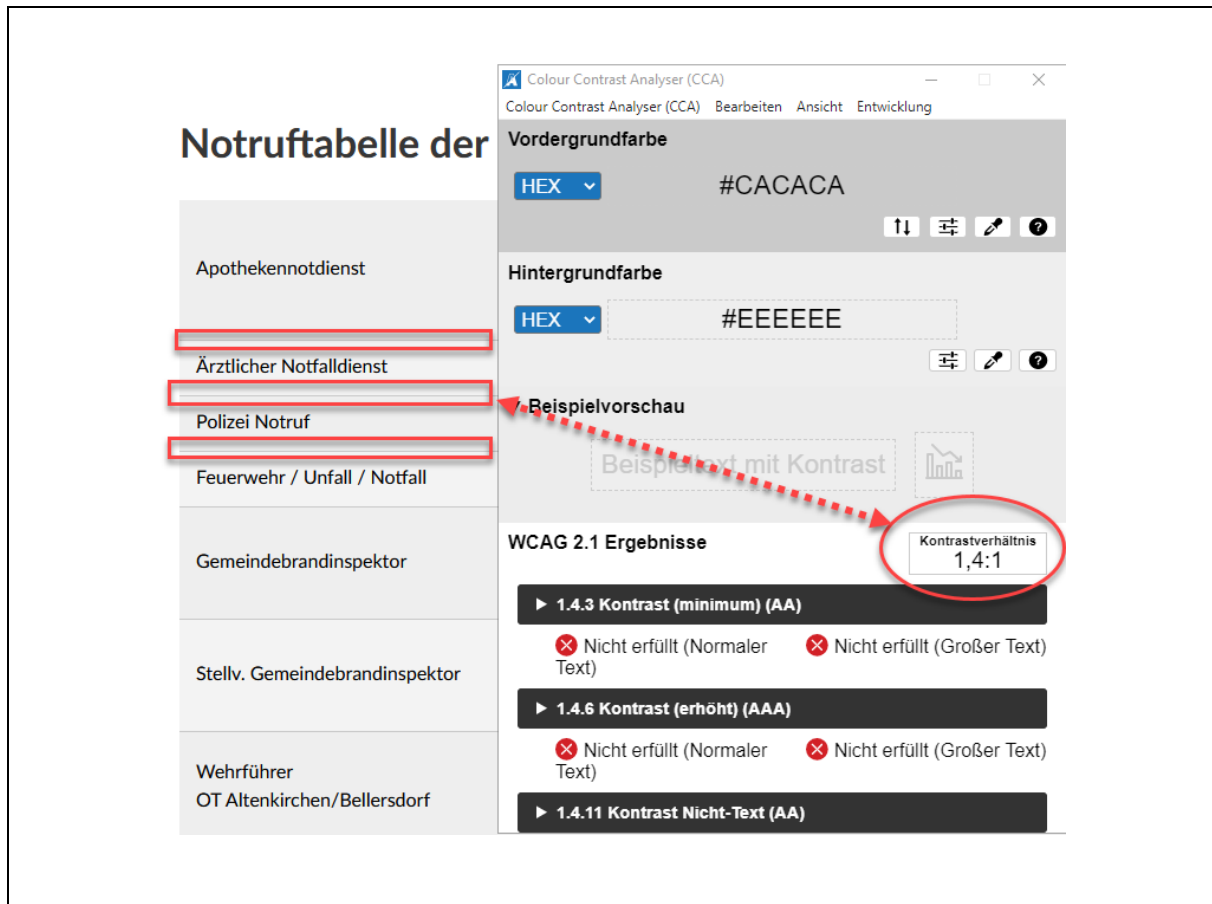 Notruftabelle der
Apothekennotdienst
Ärztlicher Notfalldienst
Polizei Notruf
Feuerwehr / Unfall / Notfall
Gemeindebrandinspektor
Stellv. Gemeindebrandinspektor
Wehrführer
OT Altenkirchen/Bellersdorf
Colour Contrast Analyser (CCA)
Colour Contrast Analyser (CCA) Bearbeiten Ansicht Entwicklung
Vordergrundfarbe
HEX #CACACA
Hintergrundfarbe
HEX #EEEEEE
Beispielvorschau
Beispieltext mit Kontrast
WCAG 2.1 Ergebnisse
Kontrastverhältnis
1,4:1
1.4.3 Kontrast (minimum) (AA)
Nicht erfüllt (Normaler Nicht erfüllt (Großer Text)
Text)
1.4.6 Kontrast (erhöht) (AAA)
Nicht erfüllt (Normaler Nicht erfüllt (Großer Text)
Text)
1.4.11 Kontrast Nicht-Text (AA)